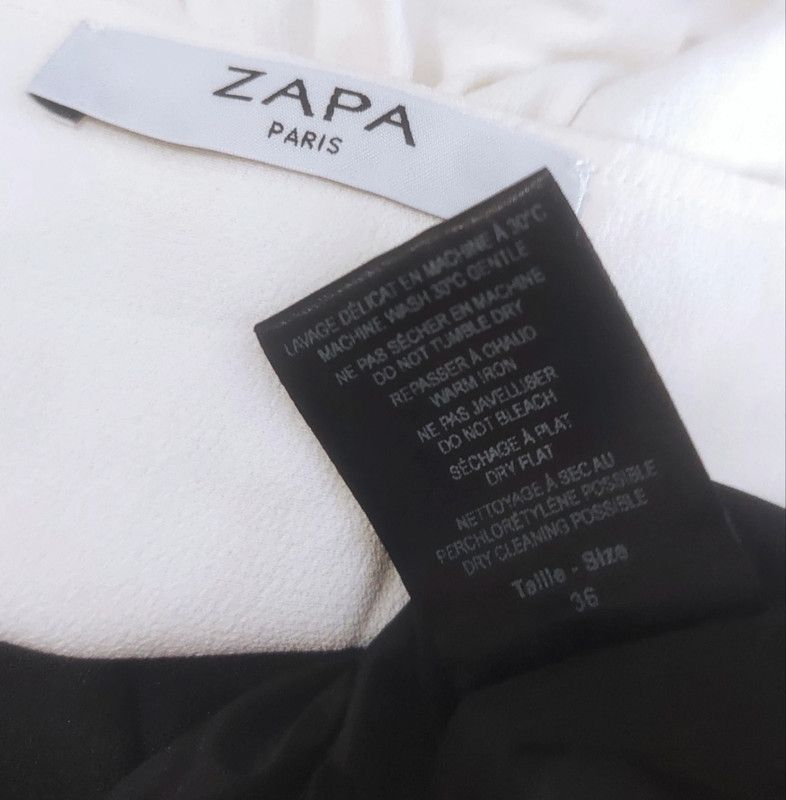 ZAPA
PARIS
LAVAGE DÉLICAT EN MACHINE À 30°C
MACHINE WASH 30°C GENTLE
NE PAS SÉCHER EN MACHINE
DO NOT TUMBLE DRY
REPASSER À CHAUD
WARM IRON
NE PAS JAVELLISER
DO NOT BLEACH
SÉCHAGE À PLAT
DRY FLAT
NETTOYAGE À SEC AU
PERCHLORÉTYLÈNE POSSIBLE
DRY CLEANING POSSIBLE
Taille - Size
36